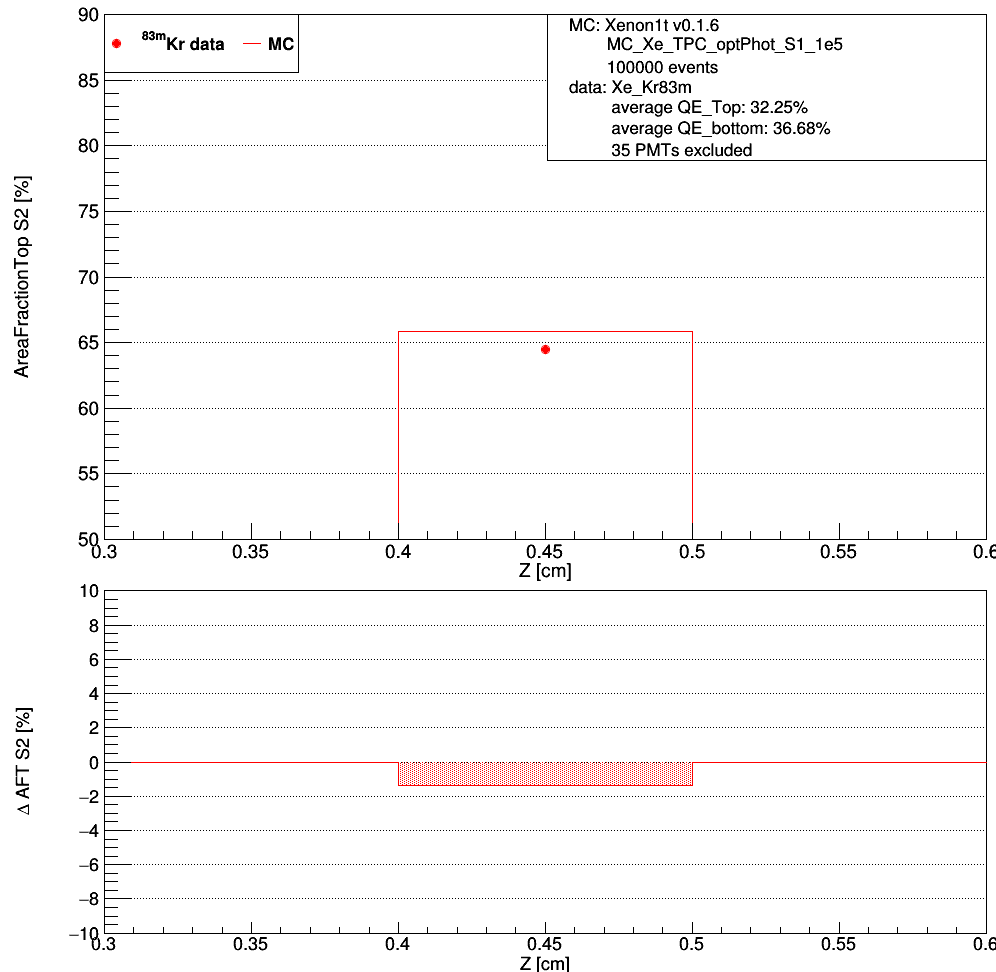 83mKr data
MC
MC: Xenon1t v0.1.6
MC_Xe_TPC_optPhot_S1_1e5
100000 events
data: Xe_Kr83m
average QE_Top: 32.25%
average QE_bottom: 36.68%
35 PMTs excluded
AreaFractionTop S2 [%]
90
85
80
75
70
65
60
55
50
0.3
0.35
0.4
0.45
0.5
0.55
0.6
Z [cm]
Δ AFT S2 [%]
10
8
6
4
2
0
−2
−4
−6
−8
−10
0.3
0.35
0.4
0.45
0.5
0.55
0.6
Z [cm]